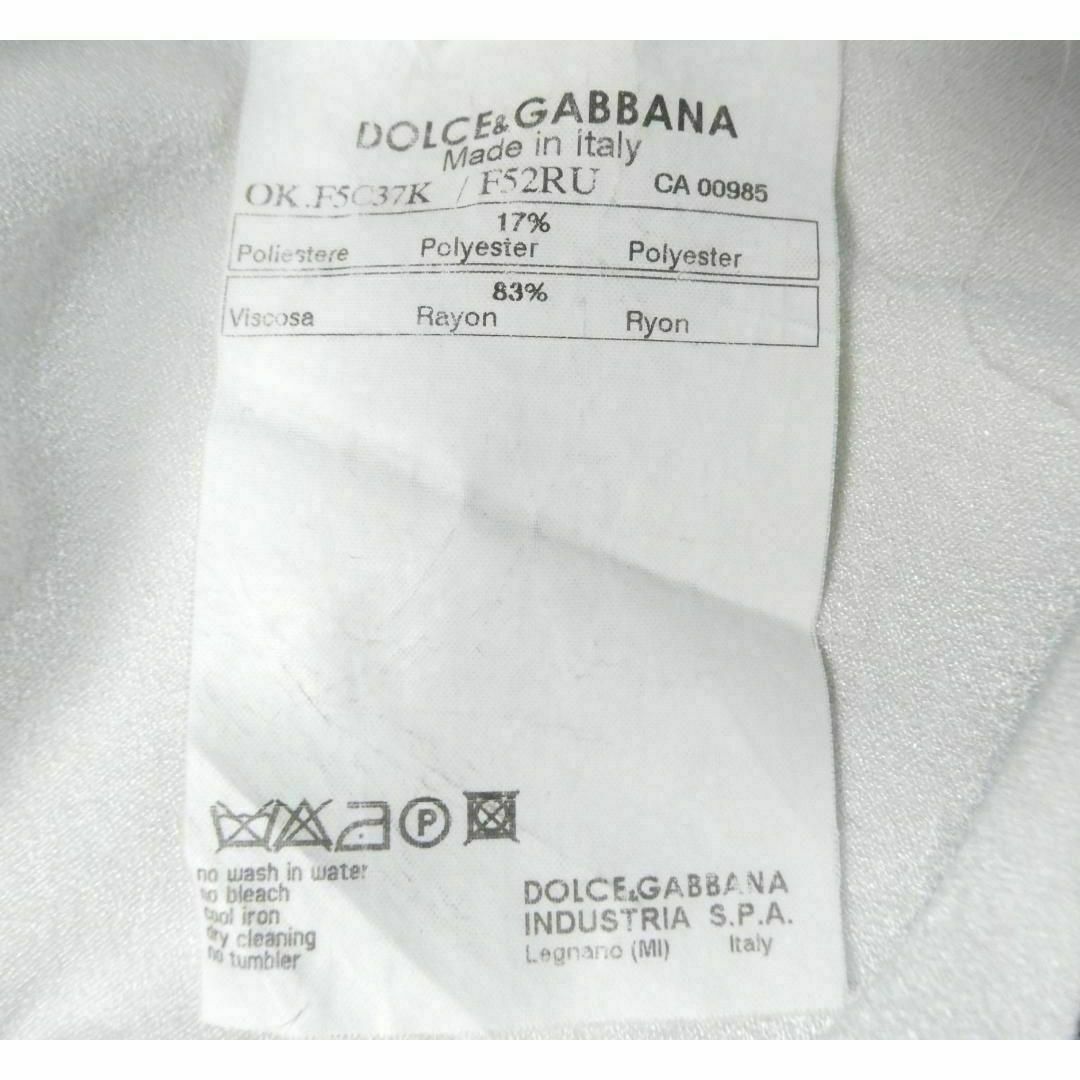 DOLCE&GABBANA
Made in italy
OK.F5C37K / F52RU CA 00985
17%
Poliestere Polyester Polyester
83%
Viscosa Rayon Ryon
P
no wash in water
no bleach
cool iron
dry cleaning
no tumbler
DOLCE&GABBANA
INDUSTRIA S.P.A.
Legnano (MI) Italy